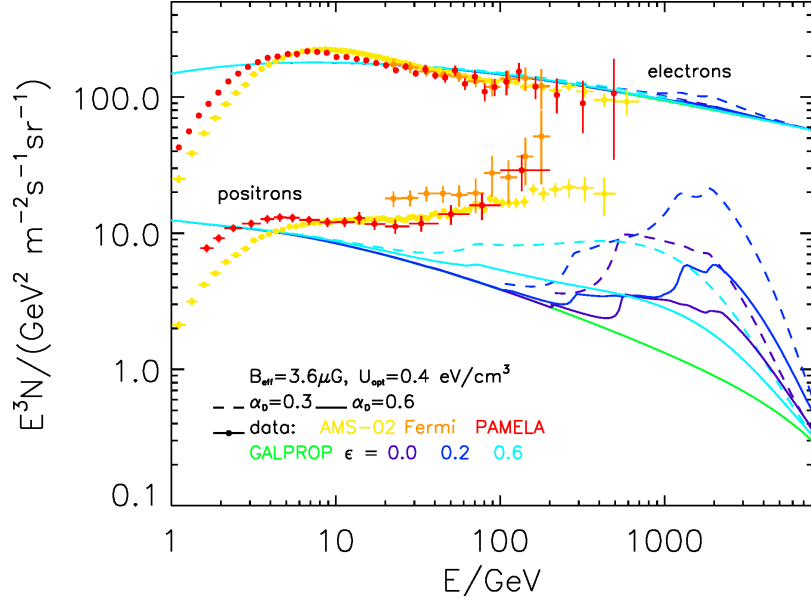 electrons
100.0
positrons
10.0
1.0
0.1
E³N/(GeV² m⁻²s⁻¹sr⁻¹)
B_eff=3.6μG, U_opt=0.4 eV/cm³
α_D=0.3 α_D=0.6
data: AMS-02 Fermi PAMELA
GALPROP ε = 0.0 0.2 0.6
1 10 100 1000
E/GeV